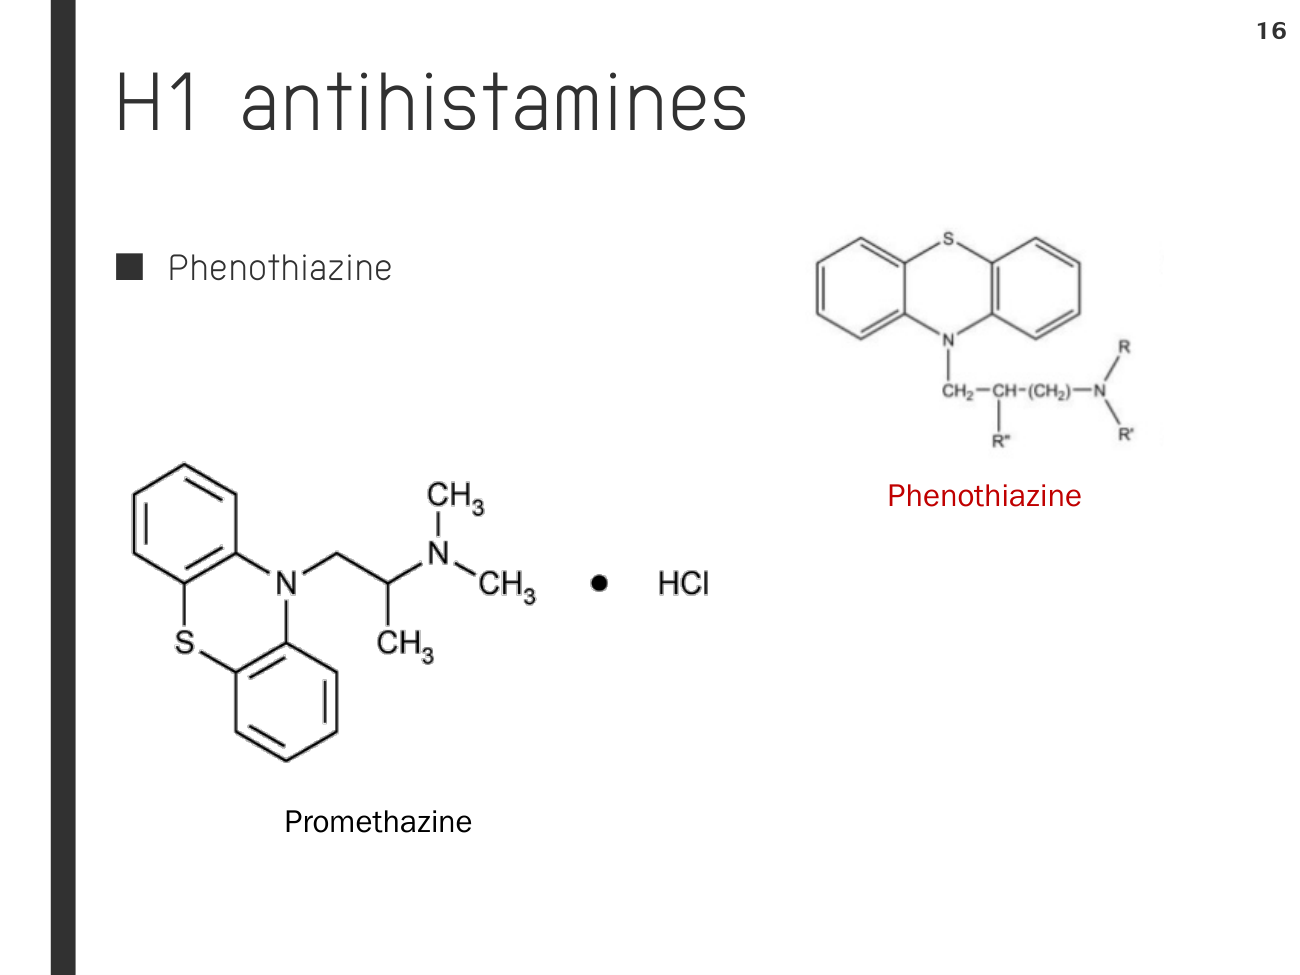 16
H1 antihistamines
■ Phenothiazine
S
N
R
CH₂-CH-(CH₂)-N
R"
R'
Phenothiazine
CH₃
N
N
CH₃
• HCl
S
CH₃
Promethazine